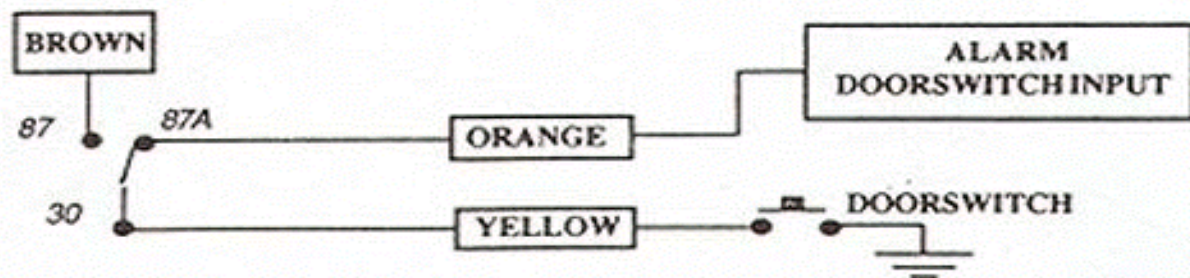 BROWN
ALARM
DOORSWITCH INPUT
87
87A
ORANGE
30
YELLOW
DOORSWITCH